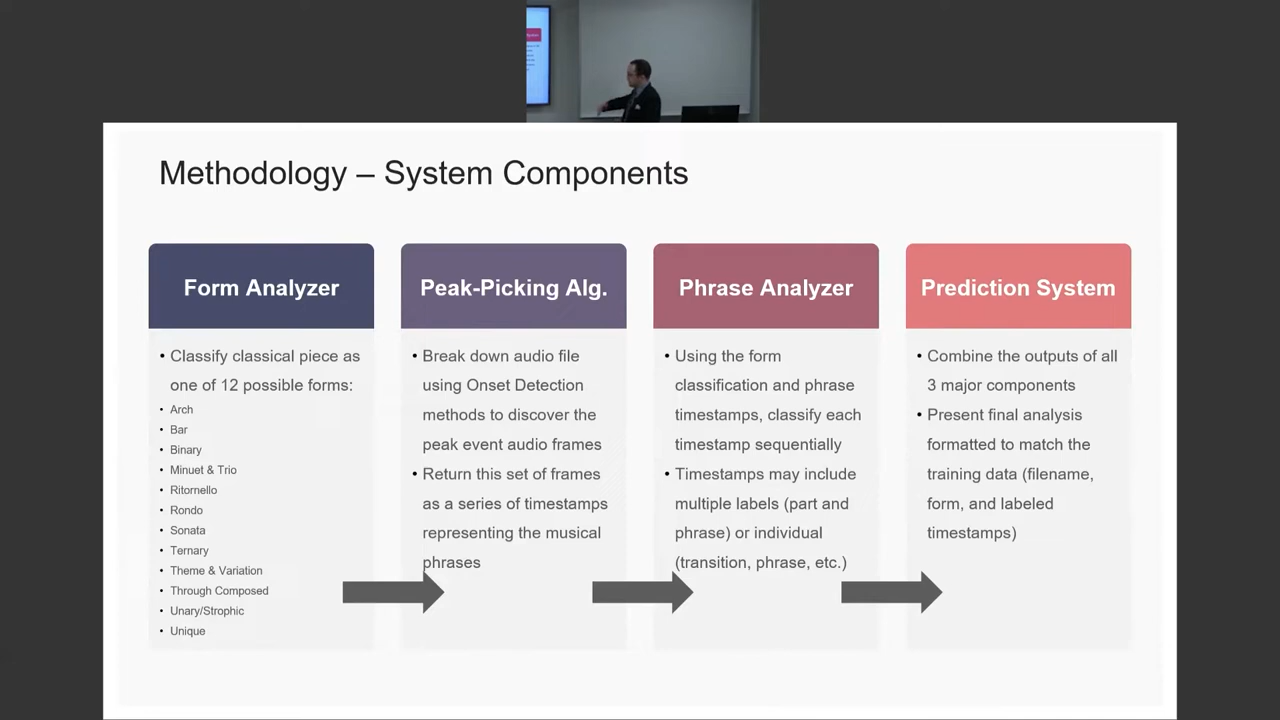 Methodology – System Components
Form Analyzer
• Classify classical piece as
one of 12 possible forms:
• Arch
• Bar
• Binary
• Minuet & Trio
• Ritornello
• Rondo
• Sonata
• Ternary
• Theme & Variation
• Through Composed
• Unary/Strophic
• Unique
Peak-Picking Alg.
• Break down audio file
using Onset Detection
methods to discover the
peak event audio frames
• Return this set of frames
as a series of timestamps
representing the musical
phrases
Phrase Analyzer
• Using the form
classification and phrase
timestamps, classify each
timestamp sequentially
• Timestamps may include
multiple labels (part and
phrase) or individual
(transition, phrase, etc.)
Prediction System
• Combine the outputs of all
3 major components
• Present final analysis
formatted to match the
training data (filename,
form, and labeled
timestamps)